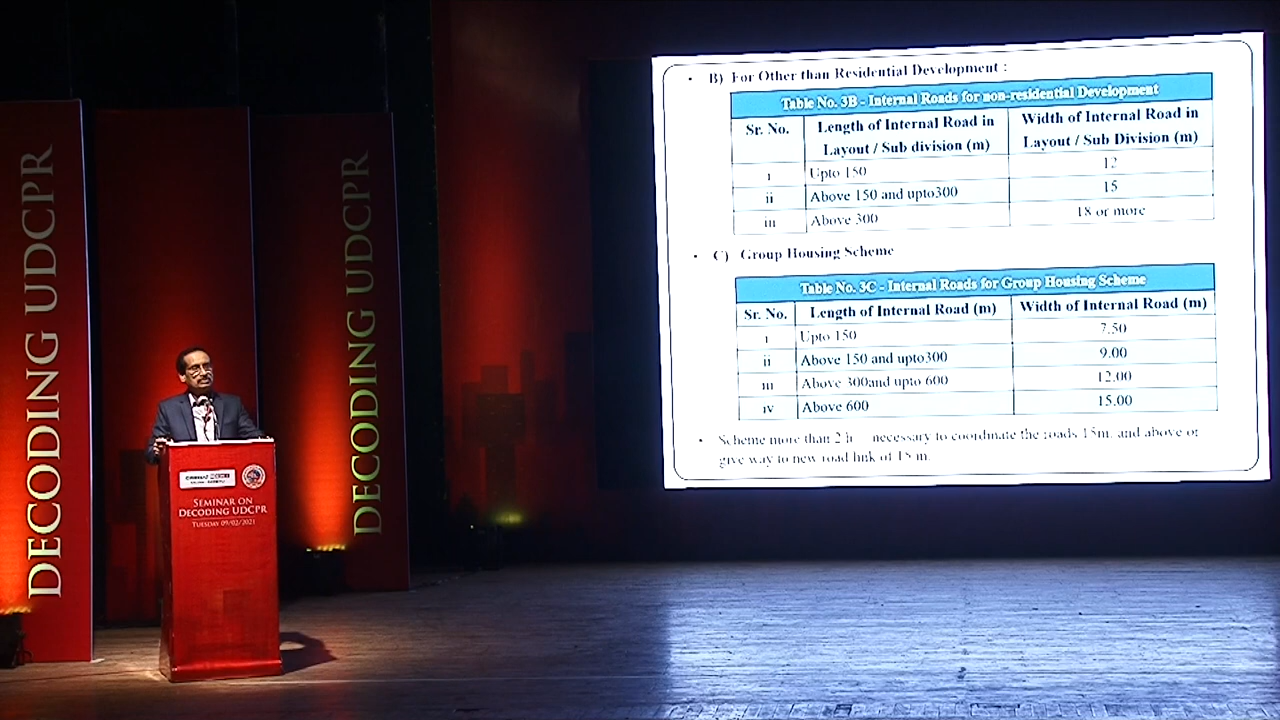 DECODING UDCPR
DECODING UDCPR
SEMINAR ON
DECODING UDCPR
TUESDAY 09/02/2021
• B) For Other than Residential Development :
Table No. 3B - Internal Roads for non-residential Development
Sr. No. Length of Internal Road in Layout / Sub division (m) Width of Internal Road in Layout / Sub Division (m)
i Upto 150 12
ii Above 150 and upto300 15
iii Above 300 18 or more
• C) Group Housing Scheme
Table No. 3C - Internal Roads for Group Housing Scheme
Sr. No. Length of Internal Road (m) Width of Internal Road (m)
i Upto 150 7.50
ii Above 150 and upto300 9.00
iii Above 300and upto 600 12.00
iv Above 600 15.00
• Scheme more than 2 h necessary to coordinate the roads 15m. and above or
give way to new road link of m.